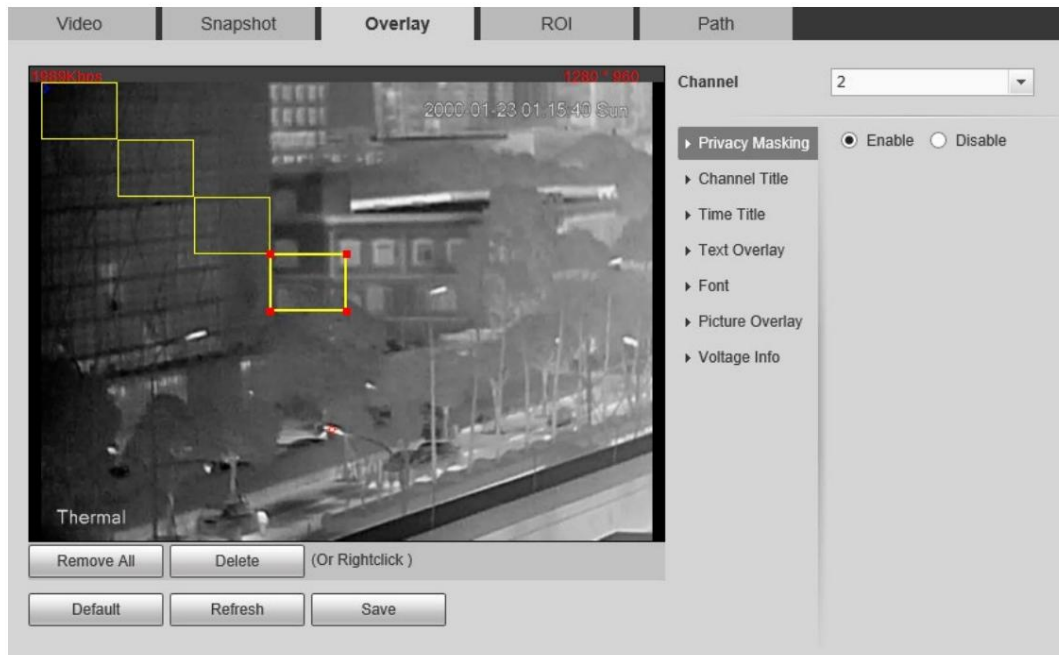 Video Snapshot Overlay ROI Path
1989Kbps 1280 * 960
2000-01-23 01:15:40 Sun
Thermal
Remove All Delete (Or Rightclick )
Default Refresh Save
Channel 2
Privacy Masking Enable Disable
Channel Title
Time Title
Text Overlay
Font
Picture Overlay
Voltage Info